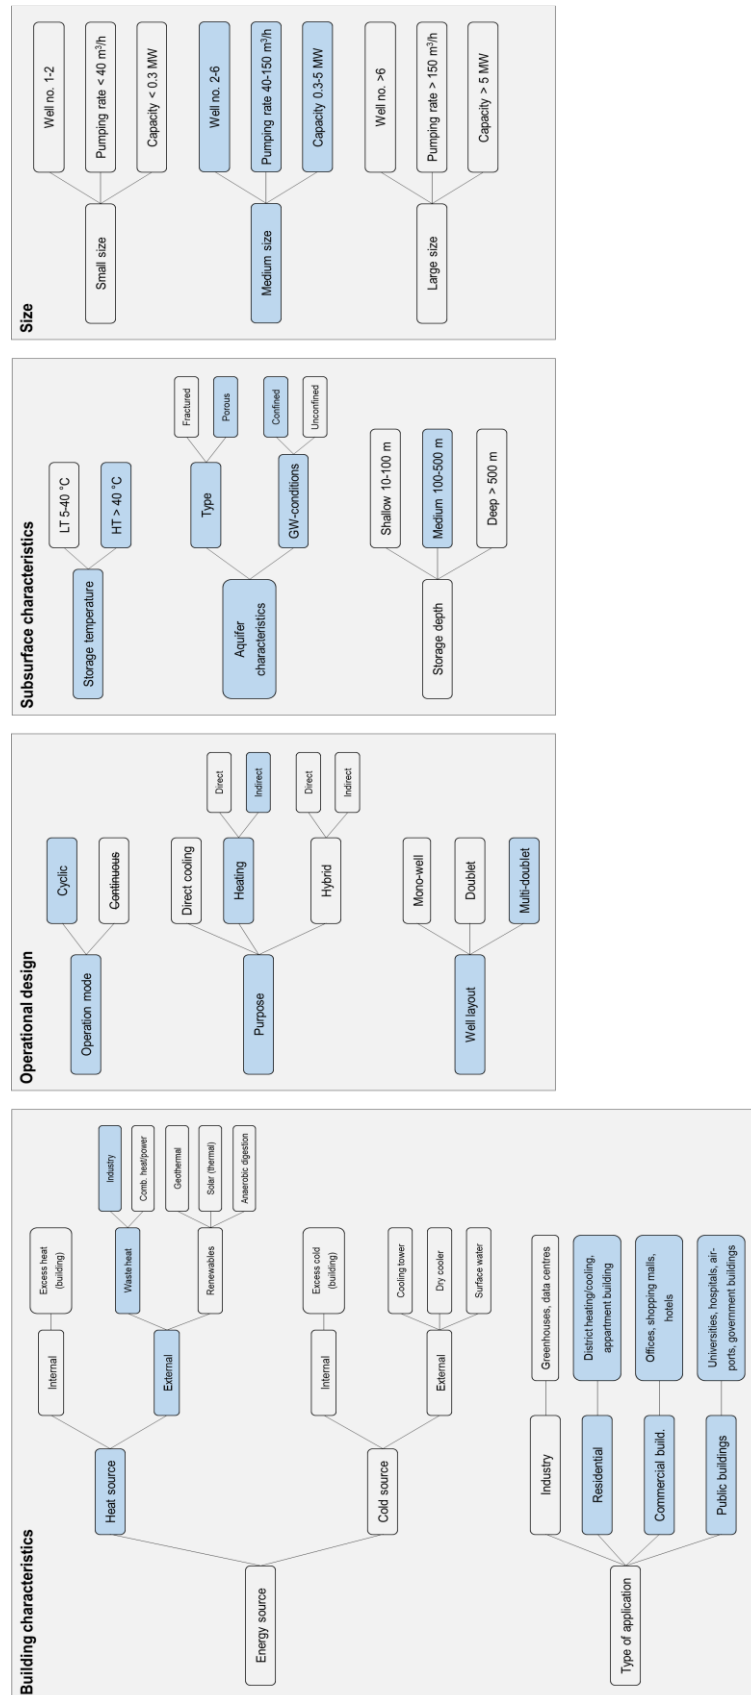 Building characteristics
Energy source
Heat source
Internal
Excess heat
(building)
External
Waste heat
Industry
Comb. heat/power
Renewables
Geothermal
Solar (thermal)
Anaerobic digestion
Cold source
Internal
Excess cold
(building)
External
Cooling tower
Dry cooler
Surface water
Type of application
Industry
Greenhouses, data centres
Residential
District heating/cooling,
appartment building
Commercial build.
Offices, shopping malls,
hotels
Public buildings
Universities, hospitals, air-
ports, government buildings
Operational design
Operation mode
Cyclic
Continuous
Purpose
Direct cooling
Heating
Direct
Indirect
Hybrid
Direct
Indirect
Well layout
Mono-well
Doublet
Multi-doublet
Subsurface characteristics
Storage temperature
LT 5-40 °C
HT > 40 °C
Aquifer
characteristics
Type
Fractured
Porous
GW-conditions
Confined
Unconfined
Storage depth
Shallow 10-100 m
Medium 100-500 m
Deep > 500 m
Size
Small size
Well no. 1-2
Pumping rate < 40 m³/h
Capacity < 0.3 MW
Medium size
Well no. 2-6
Pumping rate 40-150 m³/h
Capacity 0.3-5 MW
Large size
Well no. >6
Pumping rate > 150 m³/h
Capacity > 5 MW